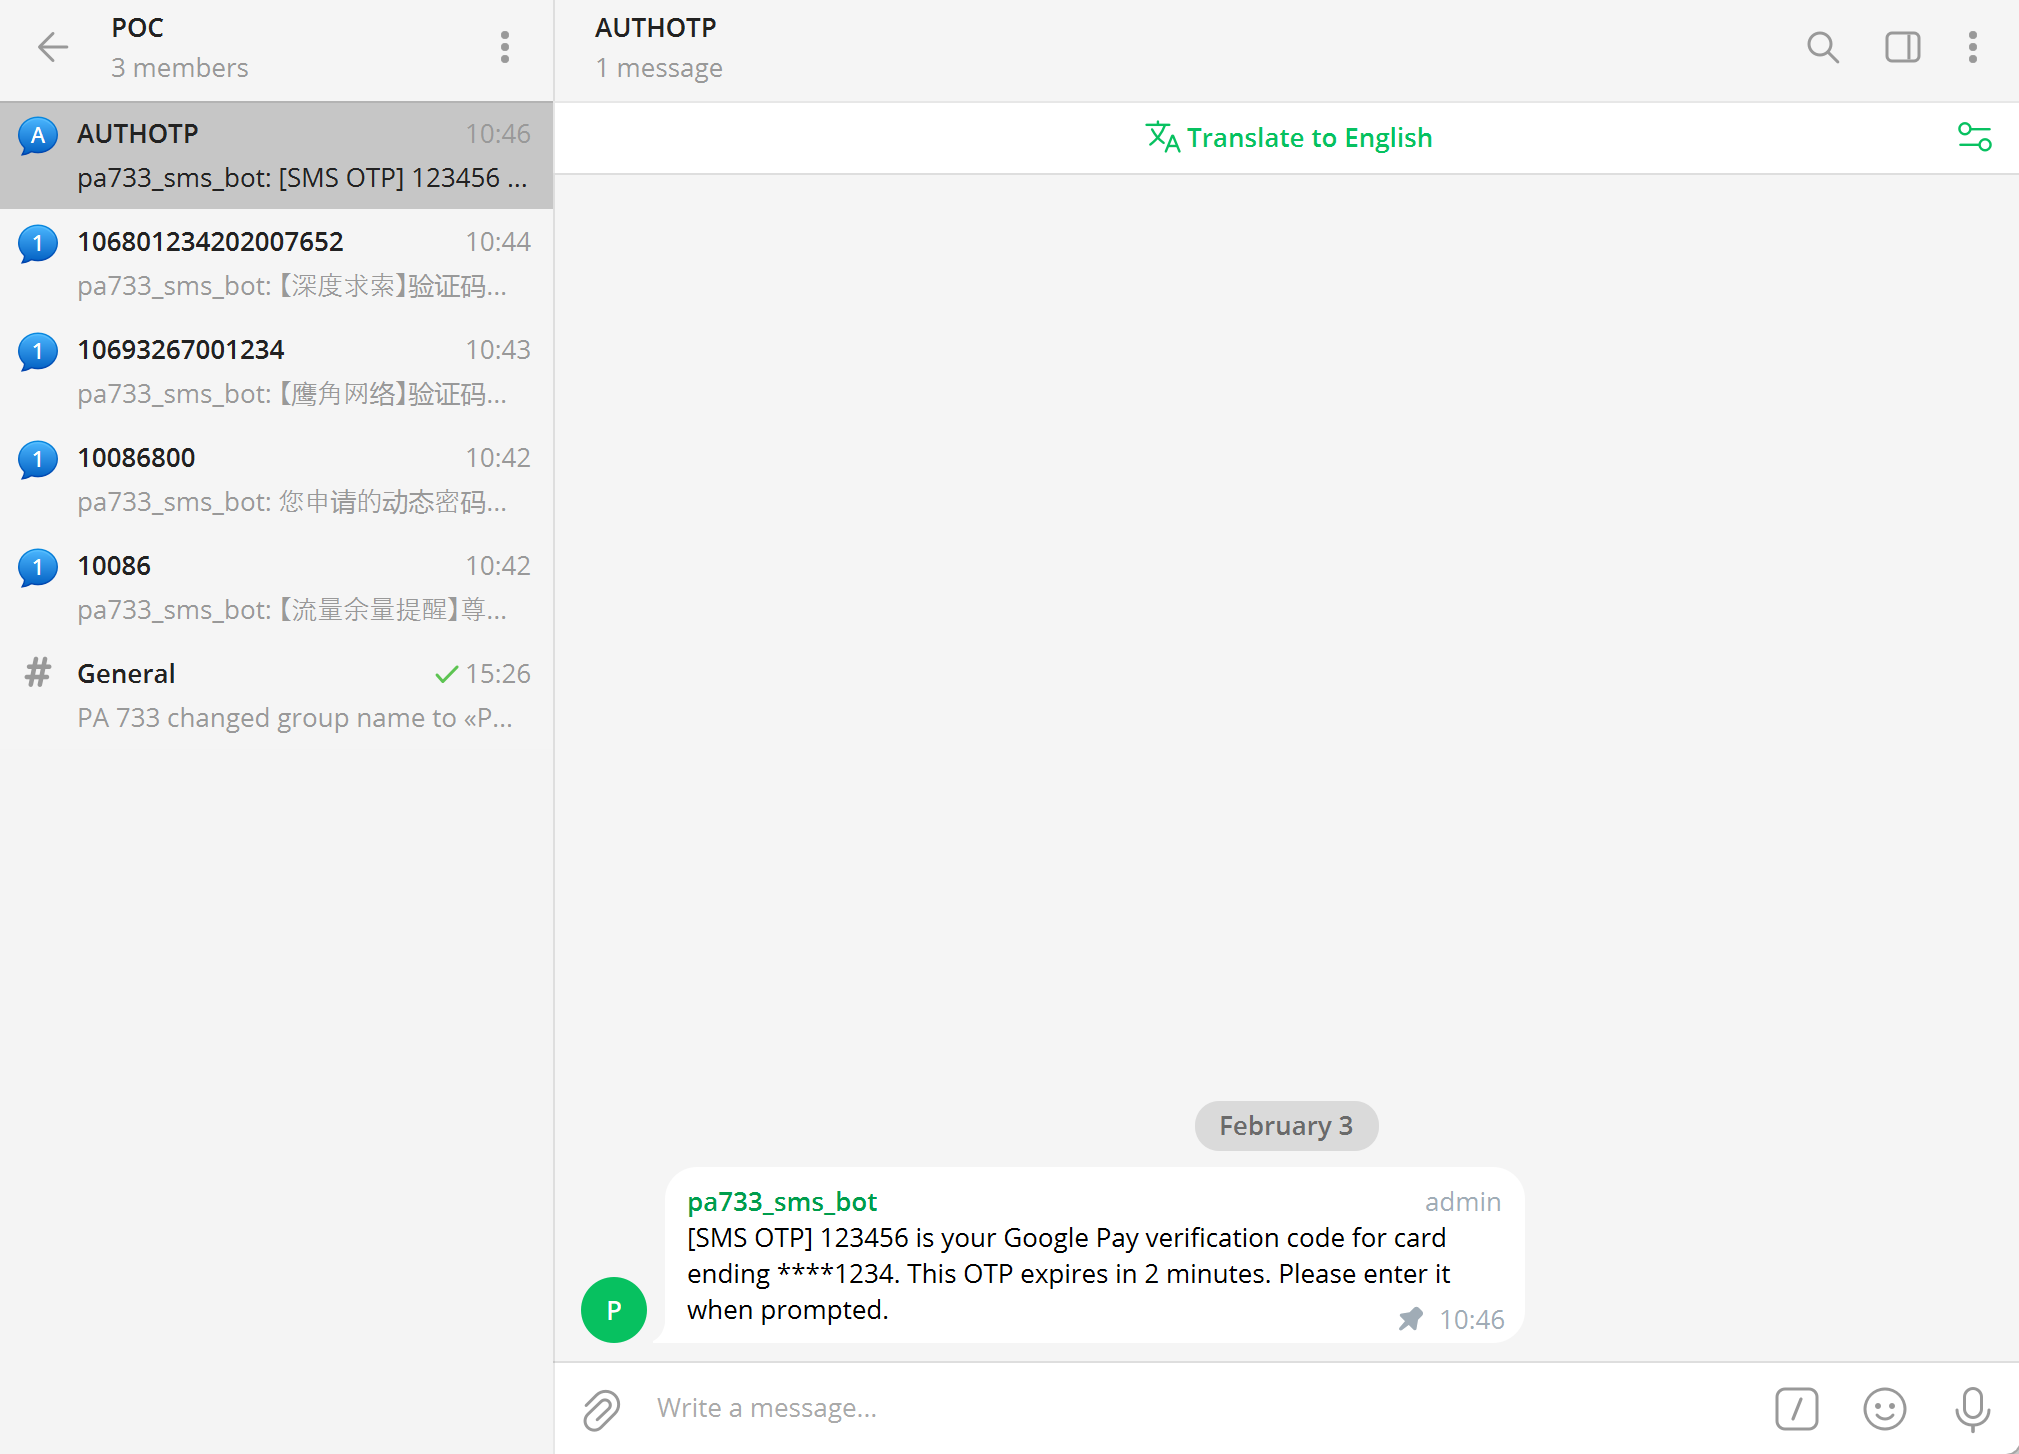 POC
3 members
A
AUTHOTP
10:46
pa733_sms_bot: [SMS OTP] 123456 ...
1
106801234202007652
10:44
pa733_sms_bot:【深度求索】验证码...
1
10693267001234
10:43
pa733_sms_bot:【鹰角网络】验证码...
1
10086800
10:42
pa733_sms_bot: 您申请的动态密码...
1
10086
10:42
pa733_sms_bot:【流量余量提醒】尊...
# General
15:26
PA 733 changed group name to «P...
AUTHOTP
1 message
Translate to English
February 3
pa733_sms_bot
admin
[SMS OTP] 123456 is your Google Pay verification code for card
ending ****1234. This OTP expires in 2 minutes. Please enter it
when prompted.
10:46
P
Write a message...